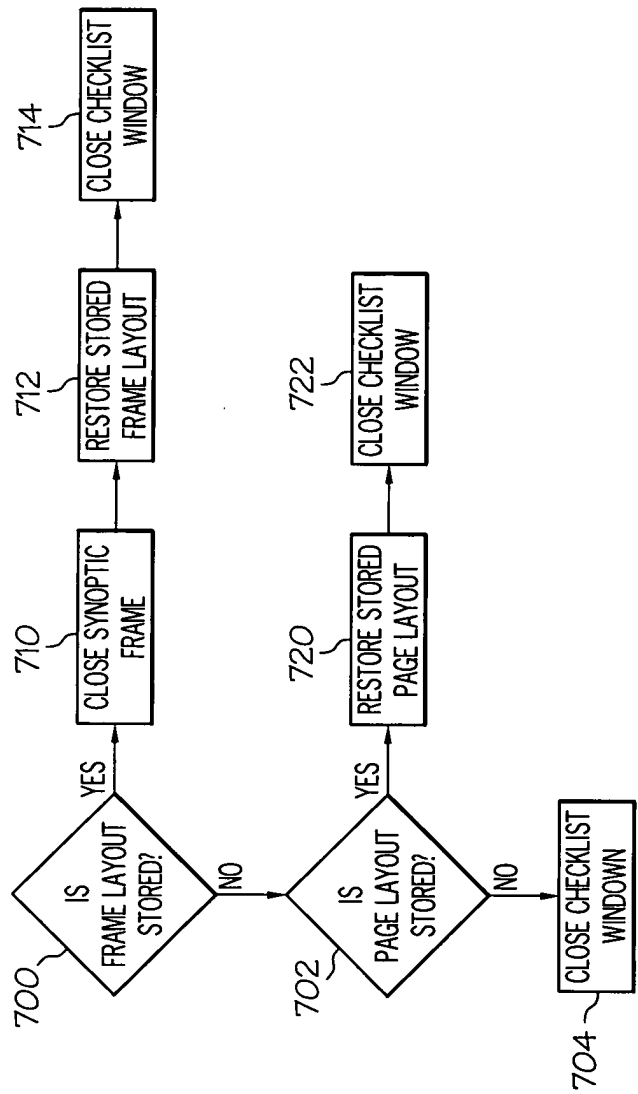 700
IS
FRAME LAYOUT
STORED?
YES
710
CLOSE SYNOPTIC
FRAME
712
RESTORE STORED
FRAME LAYOUT
714
CLOSE CHECKLIST
WINDOW
NO
702
IS
PAGE LAYOUT
STORED?
YES
720
RESTORE STORED
PAGE LAYOUT
722
CLOSE CHECKLIST
WINDOW
NO
704
CLOSE CHECKLIST
WINDOWN